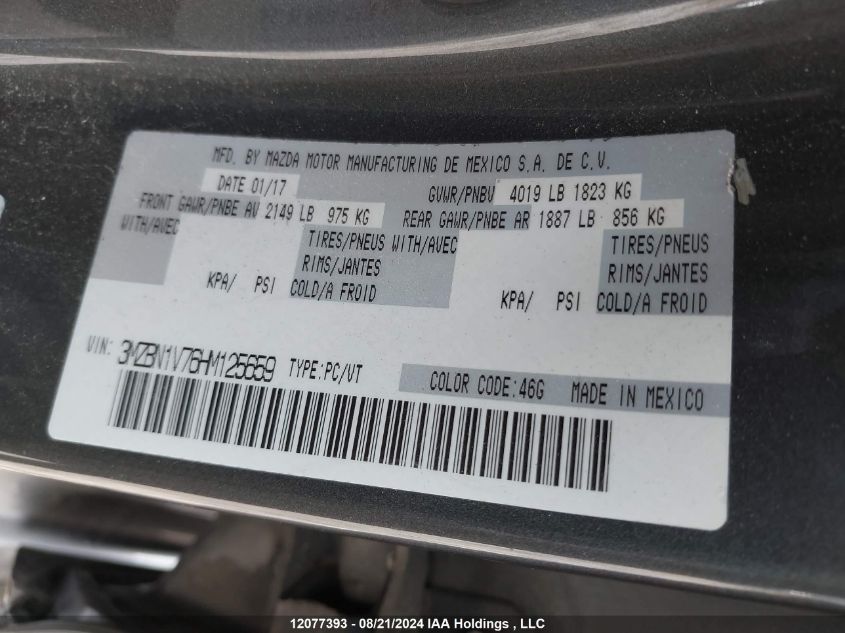 MFD. BY MAZDA MOTOR MANUFACTURING DE MEXICO S.A. DE C.V.
DATE 01/17 GVWR/PNBV 4019 LB 1823 KG
FRONT GAWR/PNBE AV 2149 LB 975 KG REAR GAWR/PNBE AR 1887 LB 856 KG
WITH/AVEC TIRES/PNEUS WITH/AVEC TIRES/PNEUS
RIMS/JANTES RIMS/JANTES
KPA/ PSI COLD/A FROID KPA/ PSI COLD/A FROID
VIN: 3MZBN1V76HM125659 TYPE:PC/VT
COLOR CODE:46G MADE IN MEXICO
12077393 - 08/21/2024 IAA Holdings , LLC